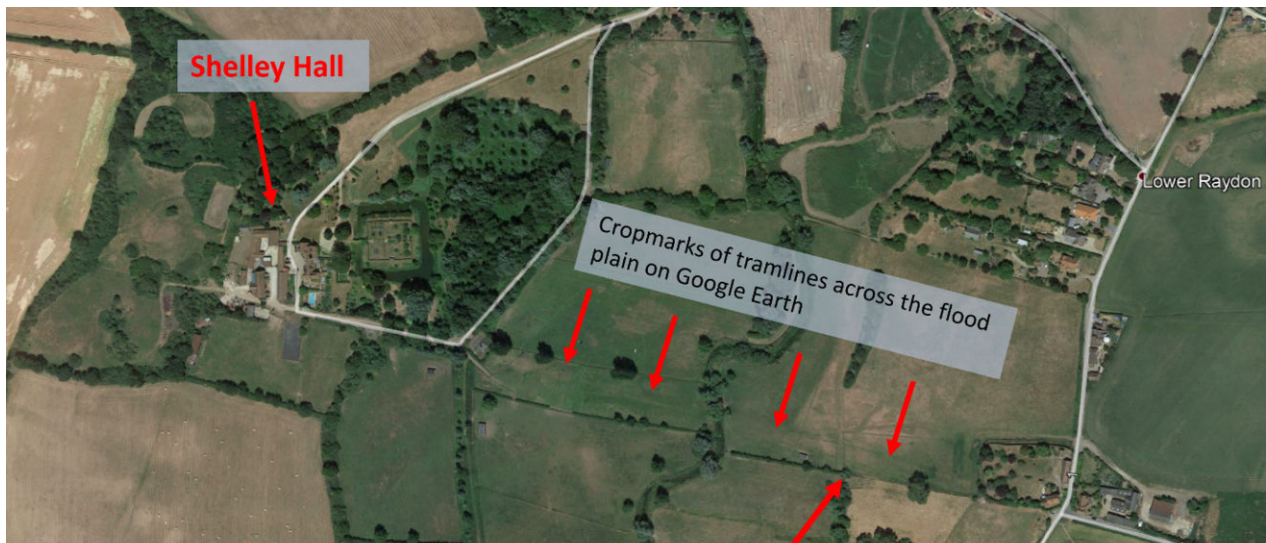 Shelley Hall
Lower Raydon
Cropmarks of tramlines across the flood
plain on Google Earth